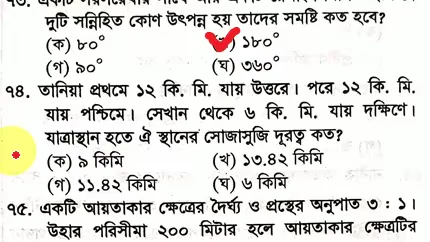 দুটি সন্নিহিত কোণ উৎপন্ন হয় তাদের সমষ্টি কত হবে?
(ক) ৮০° ) ১৮০°
(গ) ৯০° (ঘ) ৩৬০°
৭৪. তানিয়া প্রথমে ১২ কি. মি. যায় উত্তরে। পরে ১২ কি. মি.
যায় পশ্চিমে। সেখান থেকে ৬ কি. মি. যায় দক্ষিণে।
যাত্রাস্থান হতে ঐ স্থানের সোজাসুজি দূরত্ব কত?
(ক) ৯ কিমি (খ) ১৩.৪২ কিমি
(গ) ১১.৪২ কিমি (ঘ) ৬ কিমি
৭৫. একটি আয়তাকার ক্ষেত্রের দৈর্ঘ্য ও প্রস্থের অনুপাত ৩ : ১।
উহার পরিসীমা ২০০ মিটার হলে আয়তাকার ক্ষেত্রটির